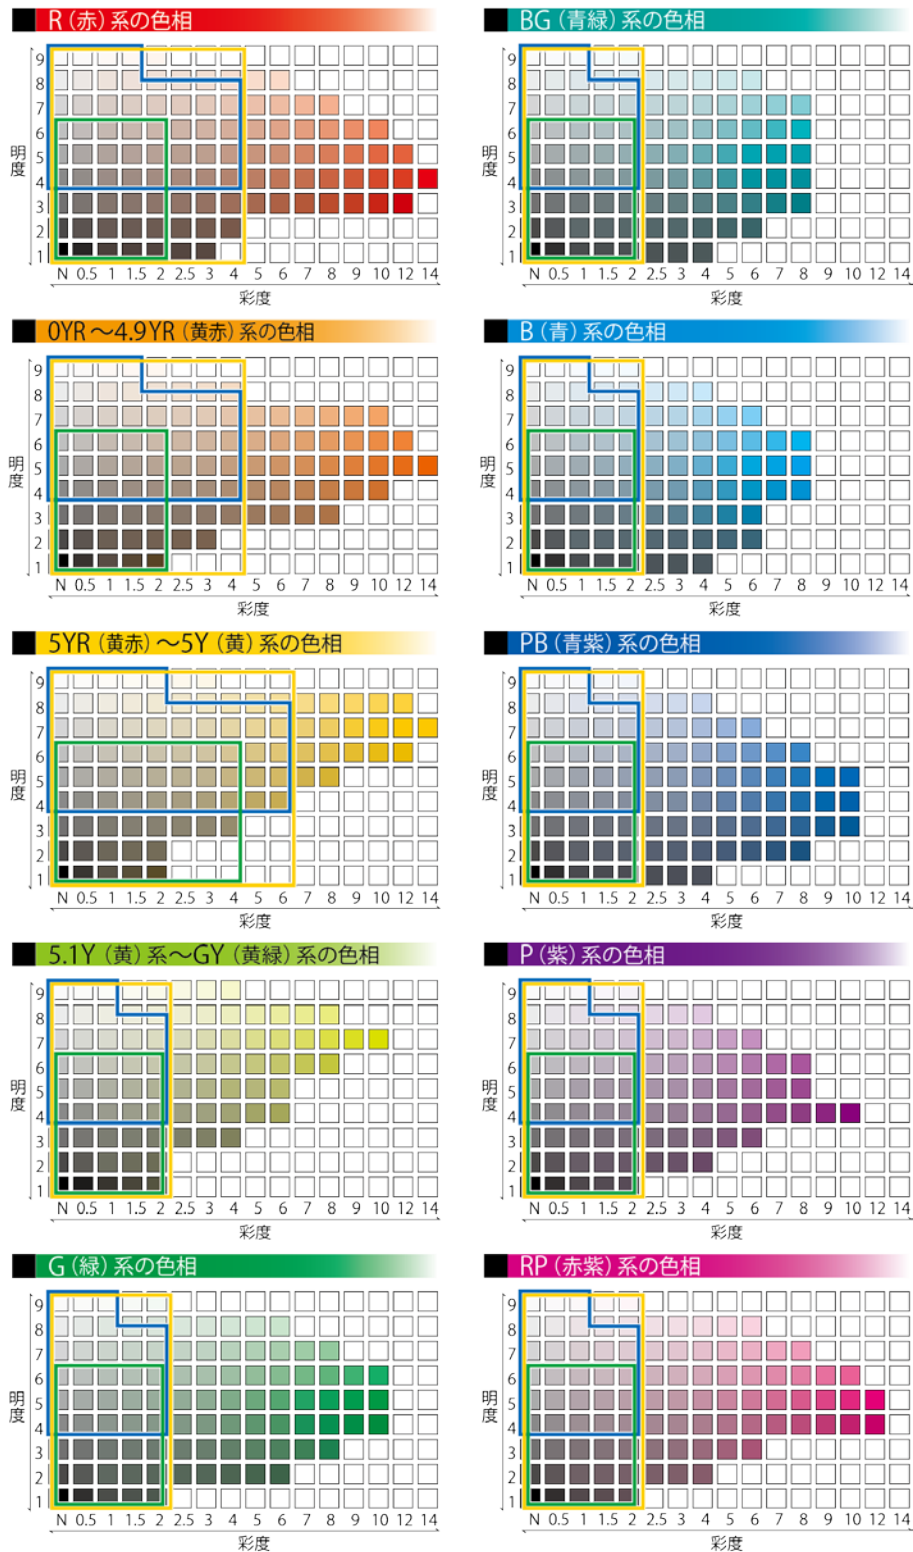 R（赤）系の色相
9
8
7
6
5
4
3
2
1
明度
N 0.5 1 1.5 2 2.5 3 4 5 6 7 8 9 10 12 14
彩度
BG（青緑）系の色相
9
8
7
6
5
4
3
2
1
明度
N 0.5 1 1.5 2 2.5 3 4 5 6 7 8 9 10 12 14
彩度
0YR～4.9YR（黄赤）系の色相
9
8
7
6
5
4
3
2
1
明度
N 0.5 1 1.5 2 2.5 3 4 5 6 7 8 9 10 12 14
彩度
B（青）系の色相
9
8
7
6
5
4
3
2
1
明度
N 0.5 1 1.5 2 2.5 3 4 5 6 7 8 9 10 12 14
彩度
5YR（黄赤）～5Y（黄）系の色相
9
8
7
6
5
4
3
2
1
明度
N 0.5 1 1.5 2 2.5 3 4 5 6 7 8 9 10 12 14
彩度
PB（青紫）系の色相
9
8
7
6
5
4
3
2
1
明度
N 0.5 1 1.5 2 2.5 3 4 5 6 7 8 9 10 12 14
彩度
5.1Y（黄）系～GY（黄緑）系の色相
9
8
7
6
5
4
3
2
1
明度
N 0.5 1 1.5 2 2.5 3 4 5 6 7 8 9 10 12 14
彩度
P（紫）系の色相
9
8
7
6
5
4
3
2
1
明度
N 0.5 1 1.5 2 2.5 3 4 5 6 7 8 9 10 12 14
彩度
G（緑）系の色相
9
8
7
6
5
4
3
2
1
明度
N 0.5 1 1.5 2 2.5 3 4 5 6 7 8 9 10 12 14
彩度
RP（赤紫）系の色相
9
8
7
6
5
4
3
2
1
明度
N 0.5 1 1.5 2 2.5 3 4 5 6 7 8 9 10 12 14
彩度